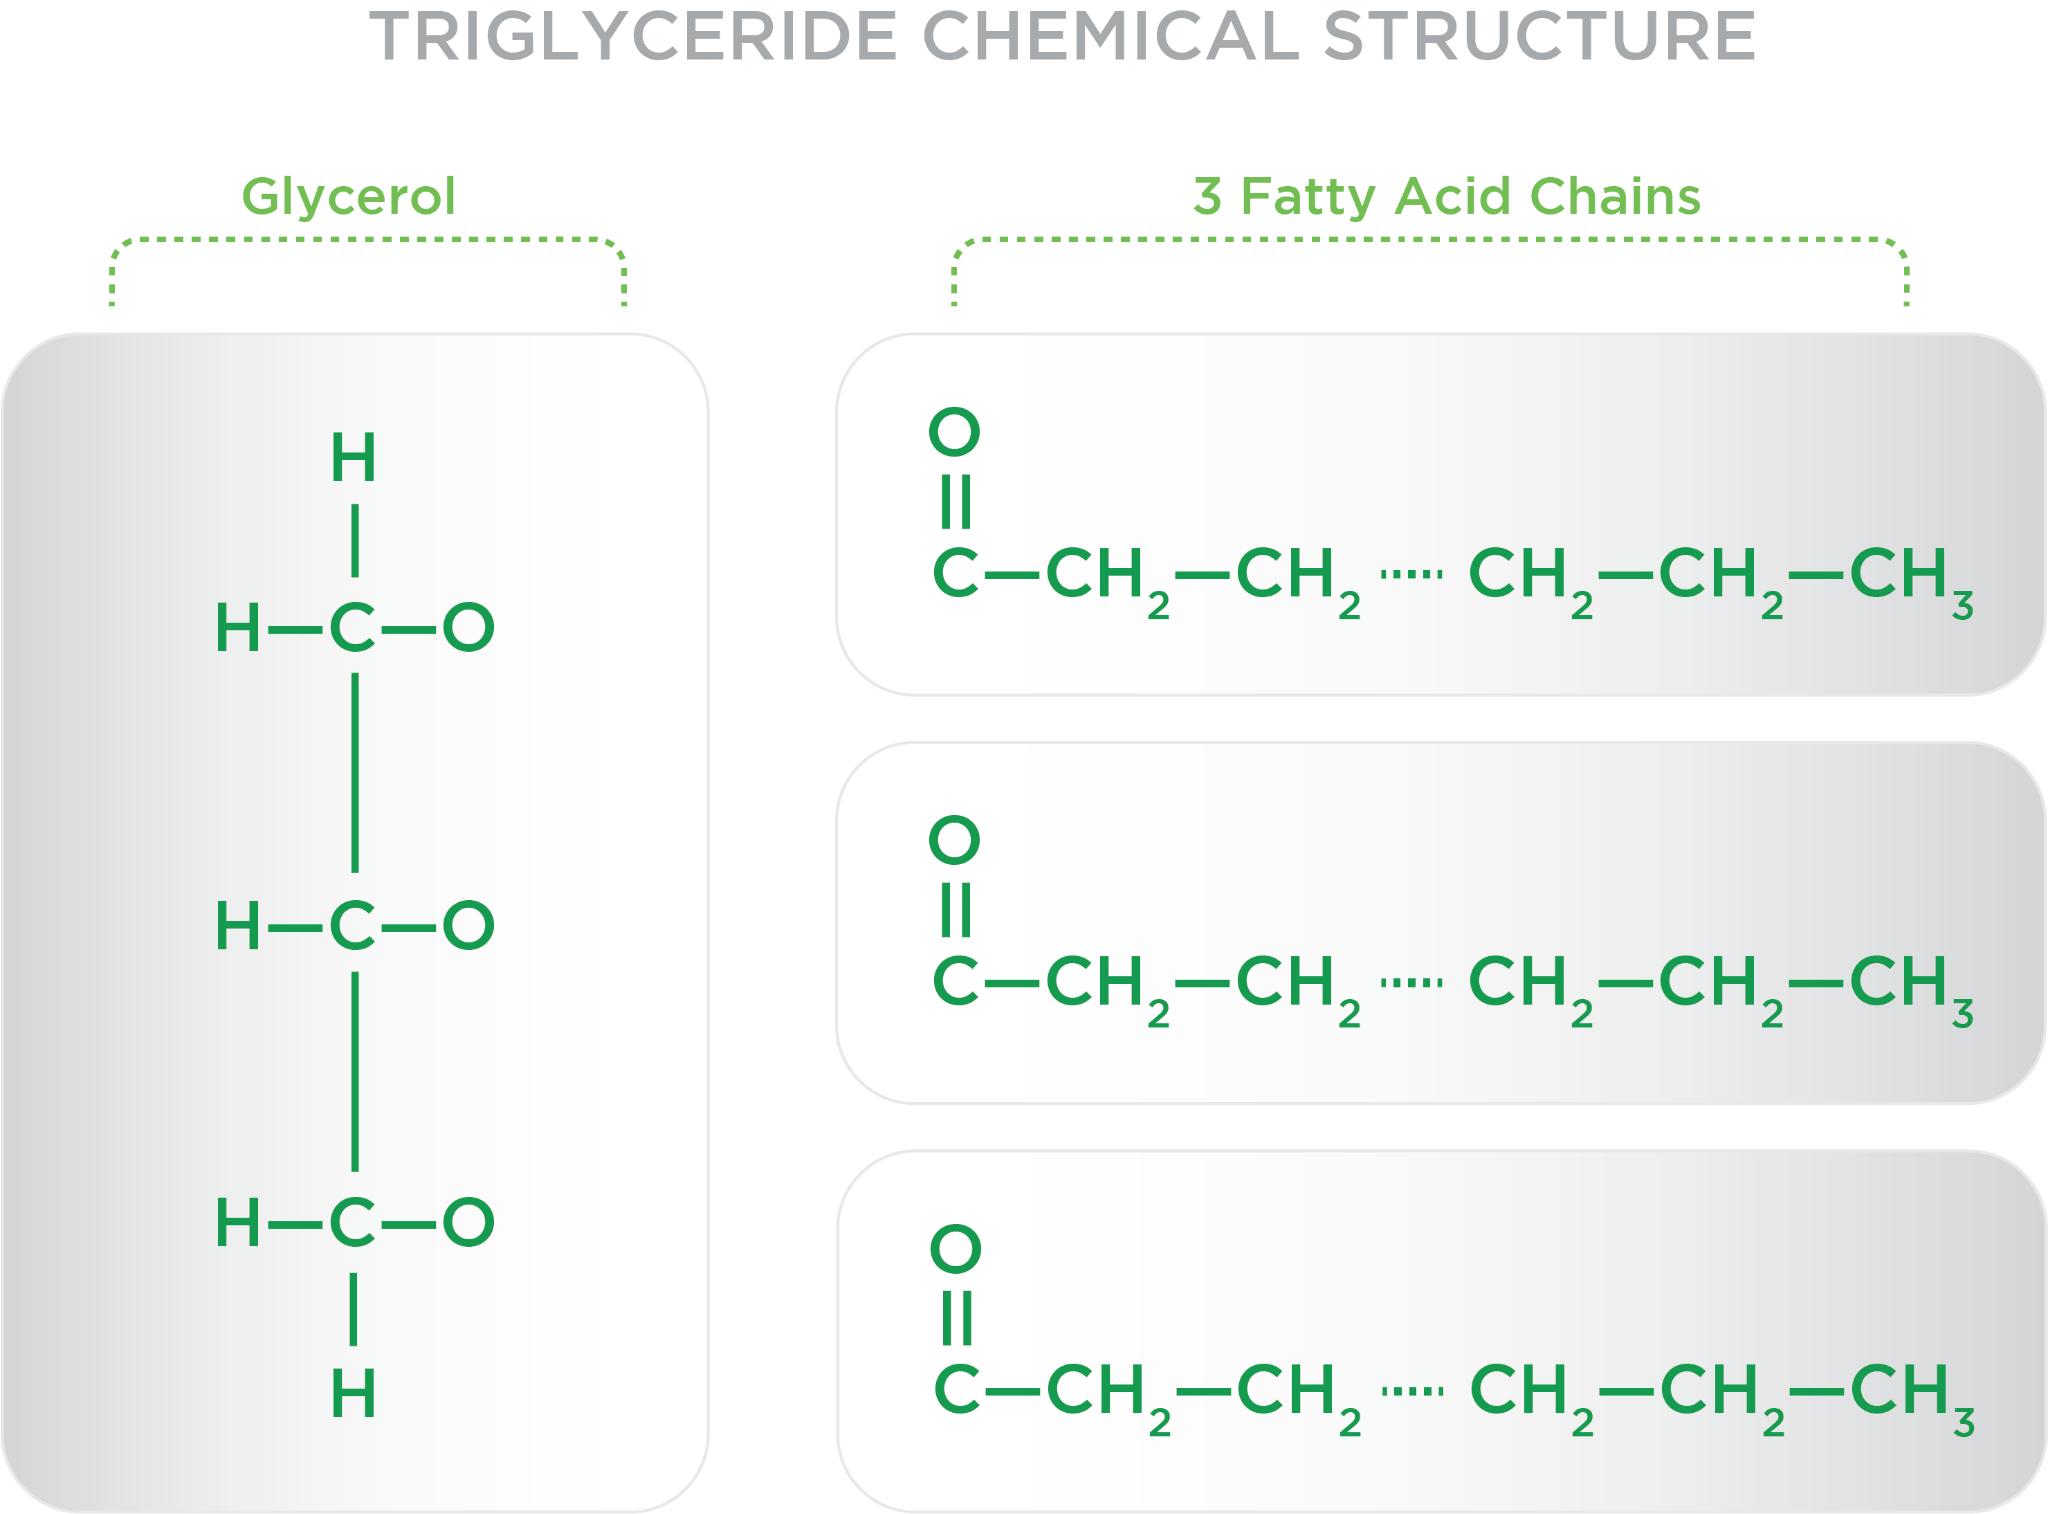 TRIGLYCERIDE CHEMICAL STRUCTURE
Glycerol
3 Fatty Acid Chains
H
H—C—O
H—C—O
H—C—O
H
O
C—CH₂—CH₂·····CH₂—CH₂—CH₃
O
C—CH₂—CH₂·····CH₂—CH₂—CH₃
O
C—CH₂—CH₂·····CH₂—CH₂—CH₃